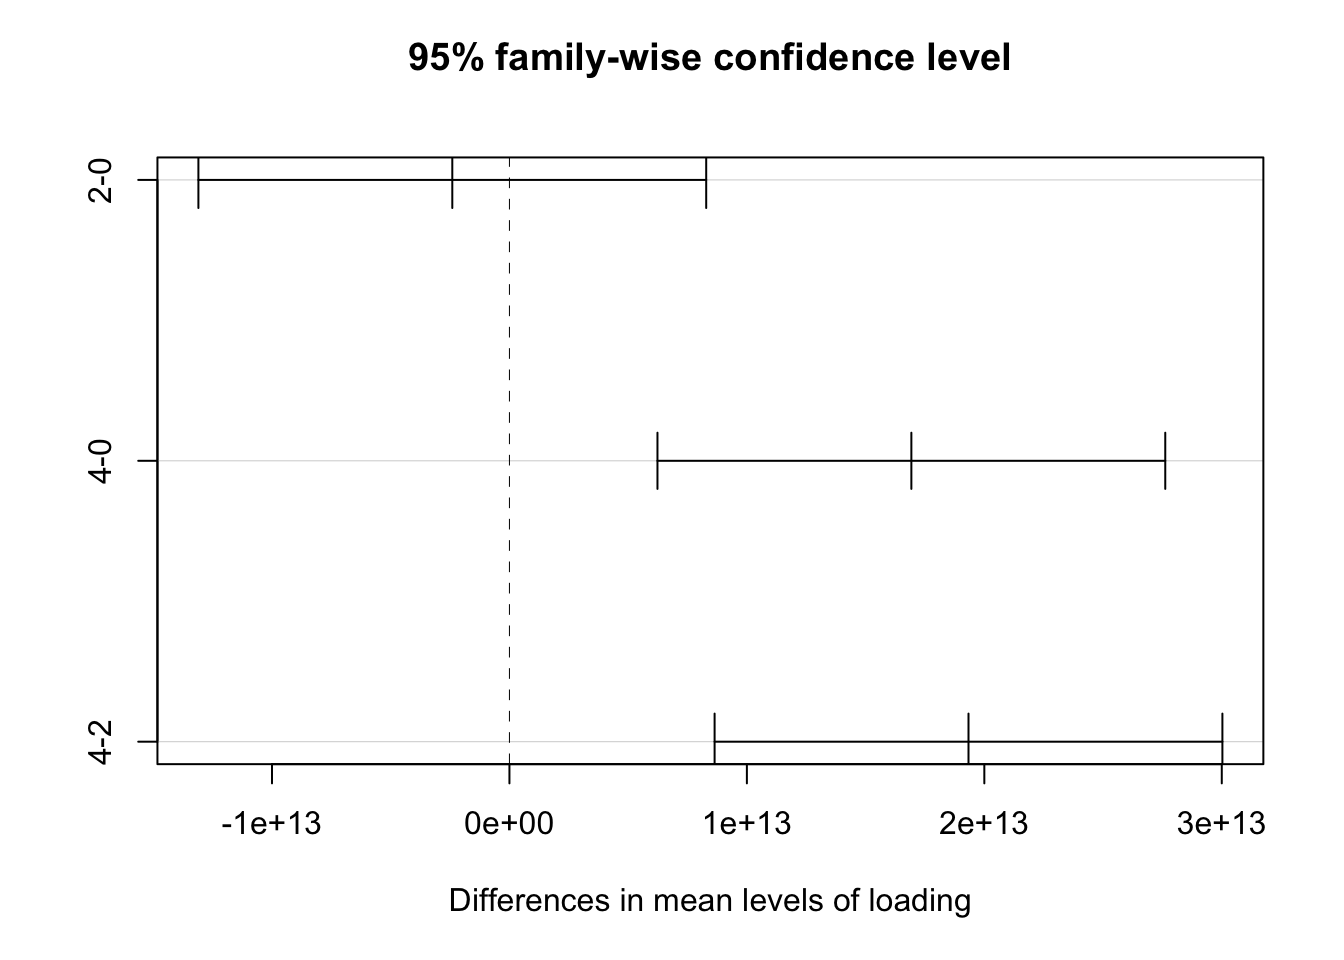 95% family-wise confidence level
2-0
4-0
4-2
-1e+13 0e+00 1e+13 2e+13 3e+13
Differences in mean levels of loading